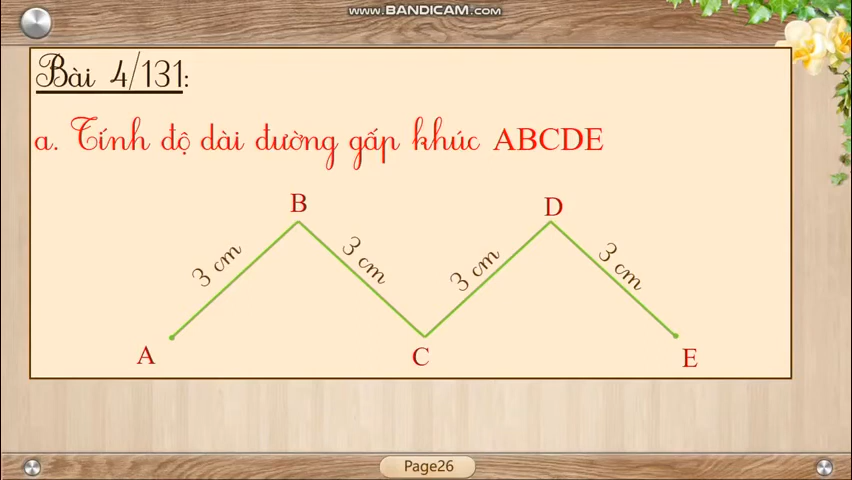 WWW.BANDICAM.COM
Bài 4/131:
a. Tính độ dài đường gấp khúc ABCDE
B
D
3 cm
3 cm
3 cm
3 cm
A
C
E
Page26